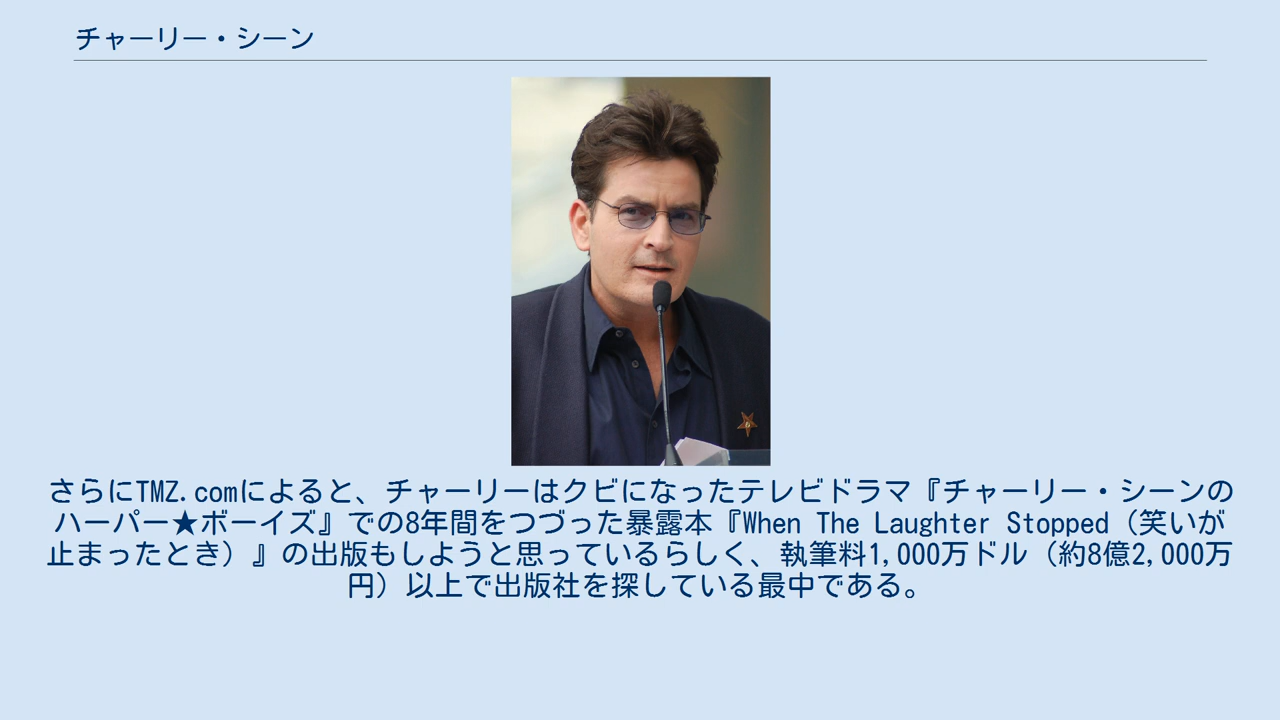 チャーリー・シーン
さらにTMZ.comによると、チャーリーはクビになったテレビドラマ『チャーリー・シーンの
ハーパー★ボーイズ』での8年間をつづった暴露本『When The Laughter Stopped（笑いが
止まったとき）』の出版もしようと思っているらしく、執筆料1,000万ドル（約8億2,000万
円）以上で出版社を探している最中である。